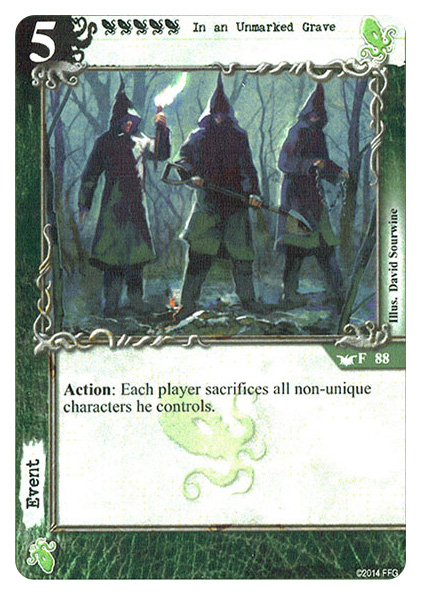 5
In an Unmarked Grave
Illus. David Sourwine
F 88
Action: Each player sacrifices all non-unique
characters he controls.
Event
©2014 FFG